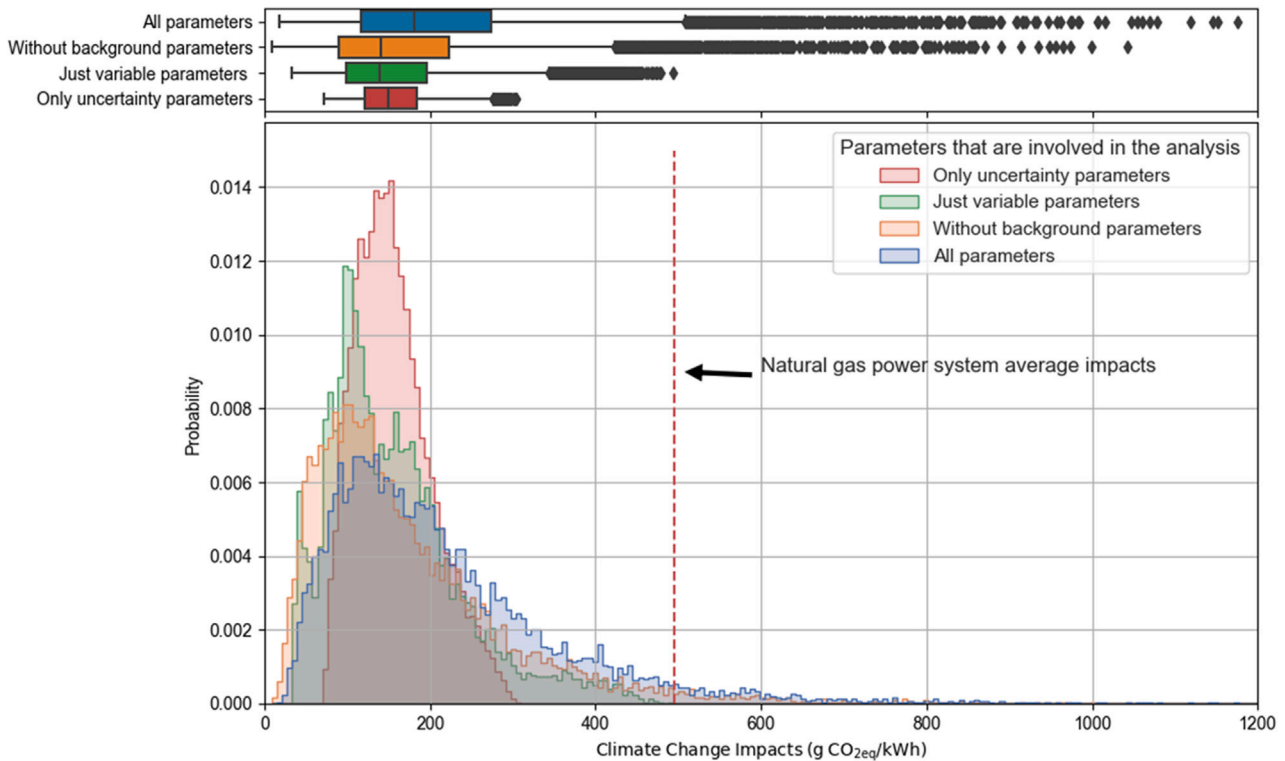 All parameters
Without background parameters
Just variable parameters
Only uncertainty parameters
Parameters that are involved in the analysis
Only uncertainty parameters
Just variable parameters
Without background parameters
All parameters
Natural gas power system average impacts
Probability
0.014
0.012
0.010
0.008
0.006
0.004
0.002
0.000
0 200 400 600 800 1000 1200
Climate Change Impacts (g CO2eq/kWh)